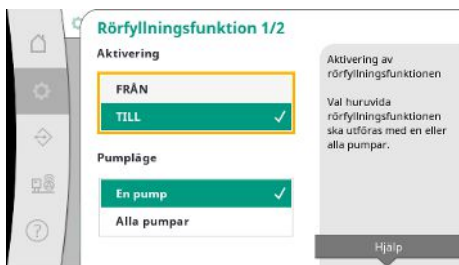 Rörfyllningsfunktion 1/2
Aktivering
FRÅN
TILL
Pumpläge
En pump
Alla pumpar
Aktivering av
rörfyllningsfunktionen
Val huruvida
rörfyllningsfunktionen
ska utföras med en eller
alla pumpar.
Hjälp